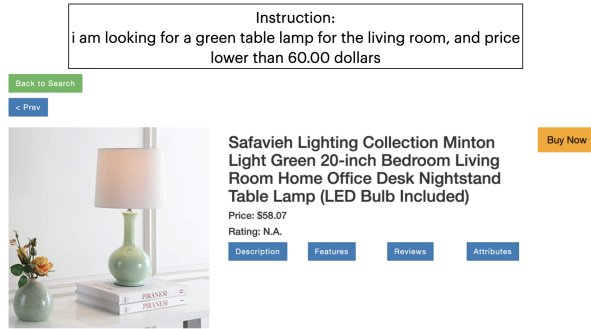 Instruction:
i am looking for a green table lamp for the living room, and price
lower than 60.00 dollars
Back to Search
< Prev
Safavieh Lighting Collection Minton
Light Green 20-inch Bedroom Living
Room Home Office Desk Nightstand
Table Lamp (LED Bulb Included)
Buy Now
Price: $58.07
Rating: N.A.
Description
Features
Reviews
Attributes
PIRANESI
PIRANESI